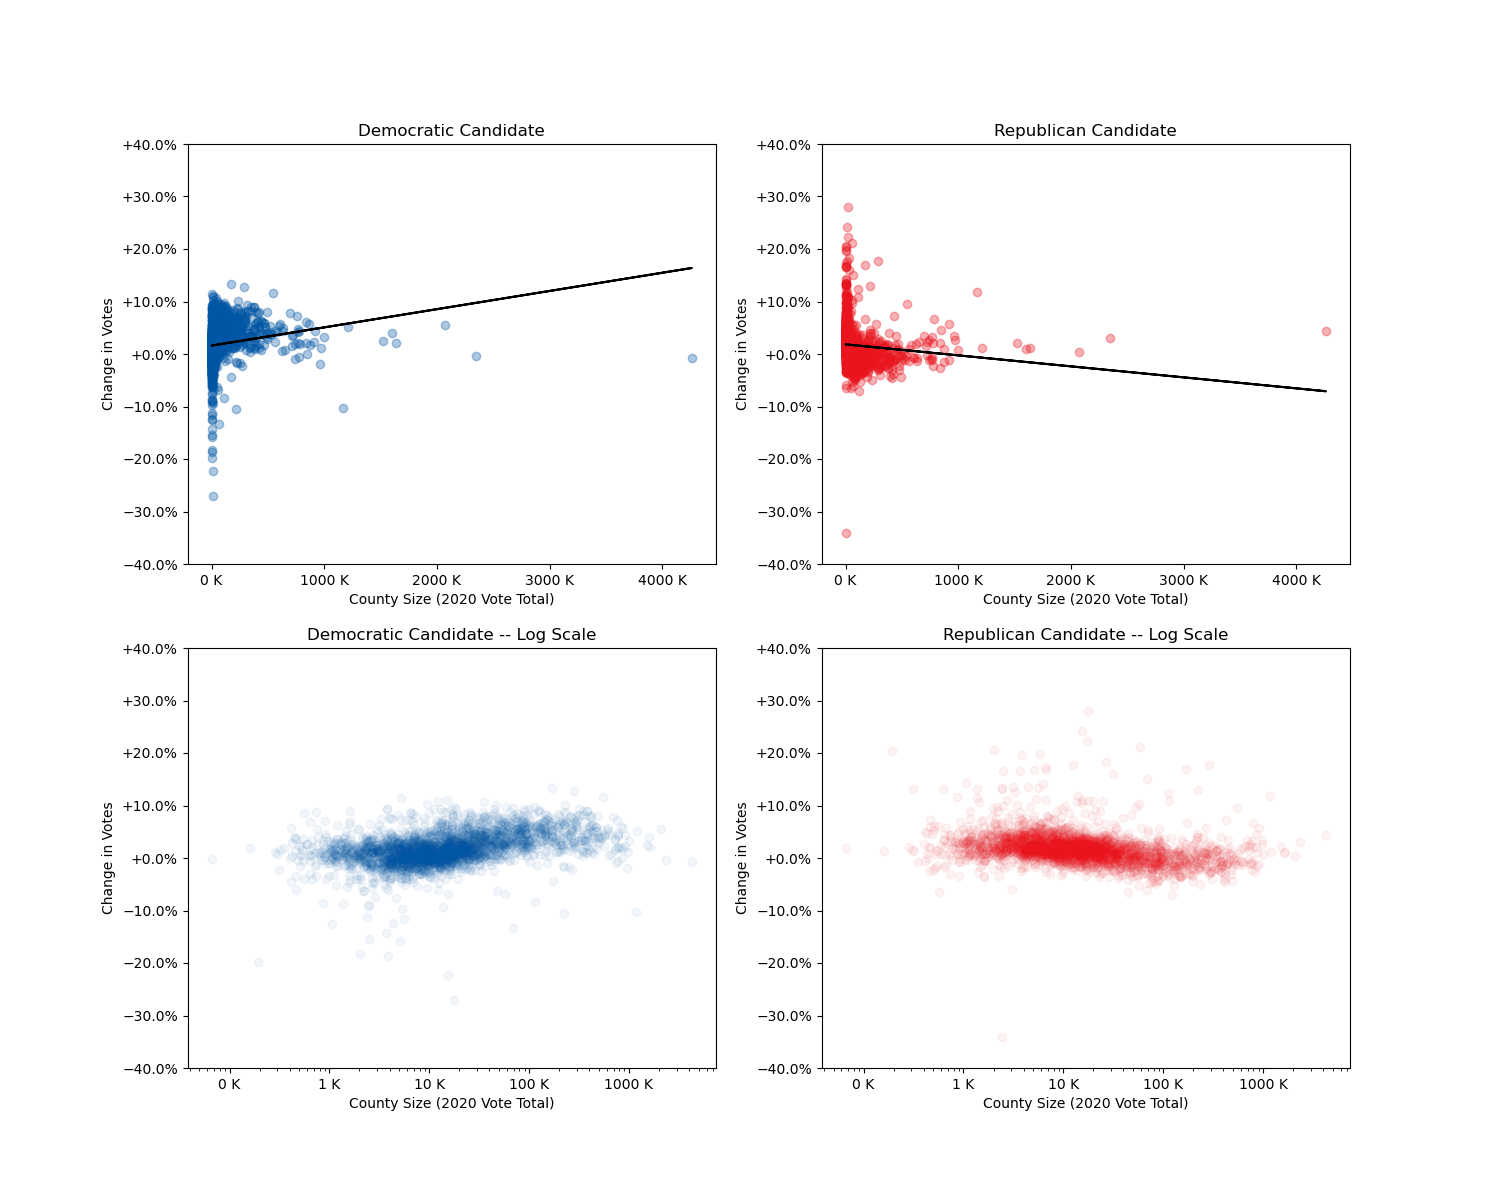 Democratic Candidate
+40.0%
+30.0%
+20.0%
+10.0%
+0.0%
−10.0%
−20.0%
−30.0%
−40.0%
Change in Votes
0 K 1000 K 2000 K 3000 K 4000 K
County Size (2020 Vote Total)
Republican Candidate
+40.0%
+30.0%
+20.0%
+10.0%
+0.0%
−10.0%
−20.0%
−30.0%
−40.0%
Change in Votes
0 K 1000 K 2000 K 3000 K 4000 K
County Size (2020 Vote Total)
Democratic Candidate -- Log Scale
+40.0%
+30.0%
+20.0%
+10.0%
+0.0%
−10.0%
−20.0%
−30.0%
−40.0%
Change in Votes
0 K 1 K 10 K 100 K 1000 K
County Size (2020 Vote Total)
Republican Candidate -- Log Scale
+40.0%
+30.0%
+20.0%
+10.0%
+0.0%
−10.0%
−20.0%
−30.0%
−40.0%
Change in Votes
0 K 1 K 10 K 100 K 1000 K
County Size (2020 Vote Total)